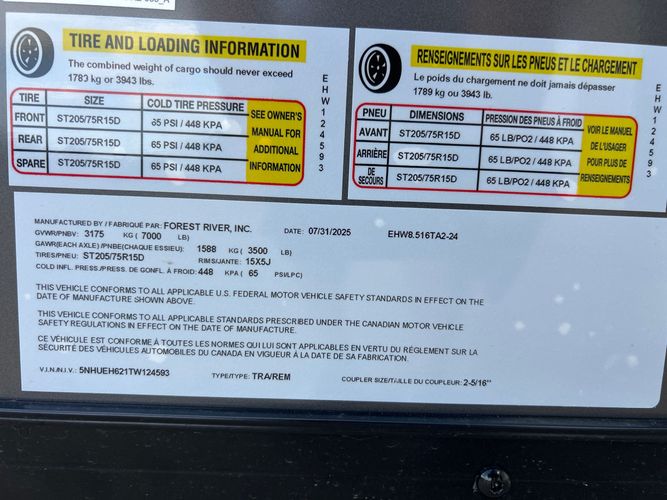 TIRE AND LOADING INFORMATION
The combined weight of cargo should never exceed
1789 kg or 3943 lbs.
TIRE SIZE COLD TIRE PRESSURE SEE OWNER'S MANUAL FOR ADDITIONAL INFORMATION
FRONT ST205/75R15D 65 PSI / 448 KPA
REAR ST205/75R15D 65 PSI / 448 KPA
SPARE ST205/75R15D 65 PSI / 448 KPA
EHW124593
RENSEIGNEMENTS SUR LES PNEUS ET LE CHARGEMENT
Le poids du chargement ne doit jamais dépasser
1789 kg ou 3943 lb.
PNEU DIMENSIONS PRESSION DES PNEUS À FROID VOIR LE MANUEL DE L'USAGER POUR PLUS DE RENSEIGNEMENTS
AVANT ST205/75R15D 65 LB/PO2 / 448 KPA
ARRIÈRE ST205/75R15D 65 LB/PO2 / 448 KPA
DE SECOURS ST205/75R15D 65 LB/PO2 / 448 KPA
EHW124593
MANUFACTURED BY / FABRIQUÉ PAR: FOREST RIVER, INC. DATE: 07/31/2025 EHW8.516TA2-24
GVWR/PNBV: 3175 KG ( 7000 LB)
GAWR(EACH AXLE) /PNBE(CHAQUE ESSIEU): 1588 KG ( 3500 LB)
TIRES/PNEU: ST205/75R15D RIMS/JANTE: 15X5J
COLD INFL. PRESS./PRESS. DE GONFL. À FROID: 448 KPA ( 65 PSI/LPC)
THIS VEHICLE CONFORMS TO ALL APPLICABLE U.S. FEDERAL MOTOR VEHICLE SAFETY STANDARDS IN EFFECT ON THE
DATE OF MANUFACTURE SHOWN ABOVE.
THIS VEHICLE CONFORMS TO ALL APPLICABLE STANDARDS PRESCRIBED UNDER THE CANADIAN MOTOR VEHICLE
SAFETY REGULATIONS IN EFFECT ON THE DATE OF MANUFACTURE.
CE VÉHICULE EST CONFORME À TOUTES LES NORMES QUI LUI SONT APPLICABLES EN VERTU DU RÈGLEMENT SUR LA
SÉCURITÉ DES VÉHICULES AUTOMOBILES DU CANADA EN VIGUEUR À LA DATE DE SA FABRICATION.
V.I.N./N.I.V.: 5NHUEH621TW124593 TYPE/TYPE: TRA/REM COUPLER SIZE/TAILLE DU COUPLEUR: 2-5/16"